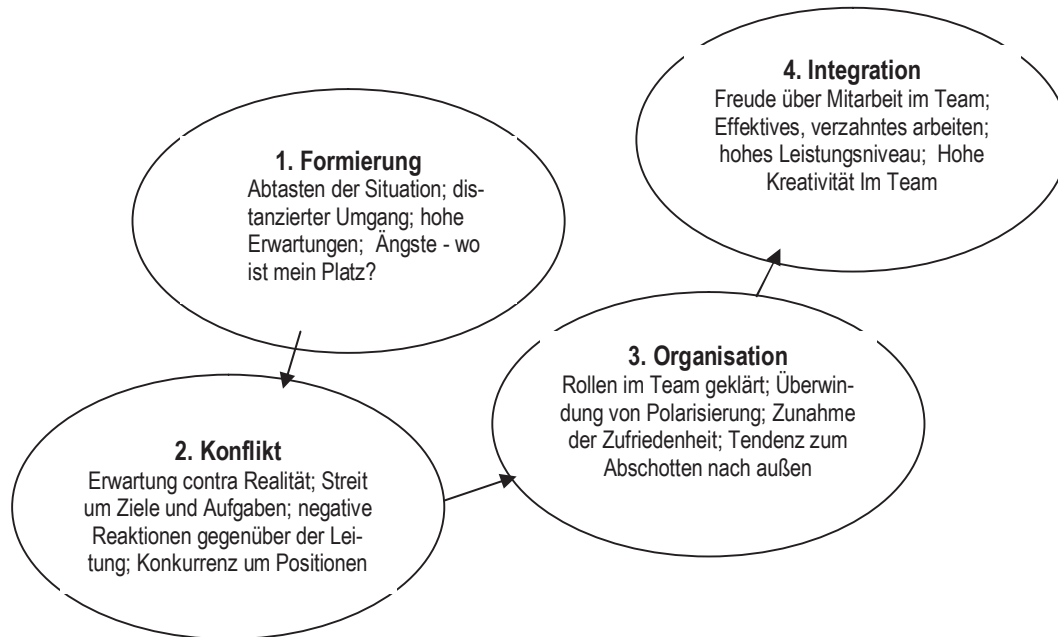 1. Formierung
Abtasten der Situation; dis-
tanzierter Umgang; hohe
Erwartungen;  Ängste - wo
ist mein Platz?
2. Konflikt
Erwartung contra Realität; Streit
um Ziele und Aufgaben; negative
Reaktionen gegenüber der Lei-
tung; Konkurrenz um Positionen
3. Organisation
Rollen im Team geklärt; Überwin-
dung von Polarisierung; Zunahme
der Zufriedenheit; Tendenz zum
Abschotten nach außen
4. Integration
Freude über Mitarbeit im Team;
Effektives, verzahntes arbeiten;
hohes Leistungsniveau;  Hohe
Kreativität Im Team